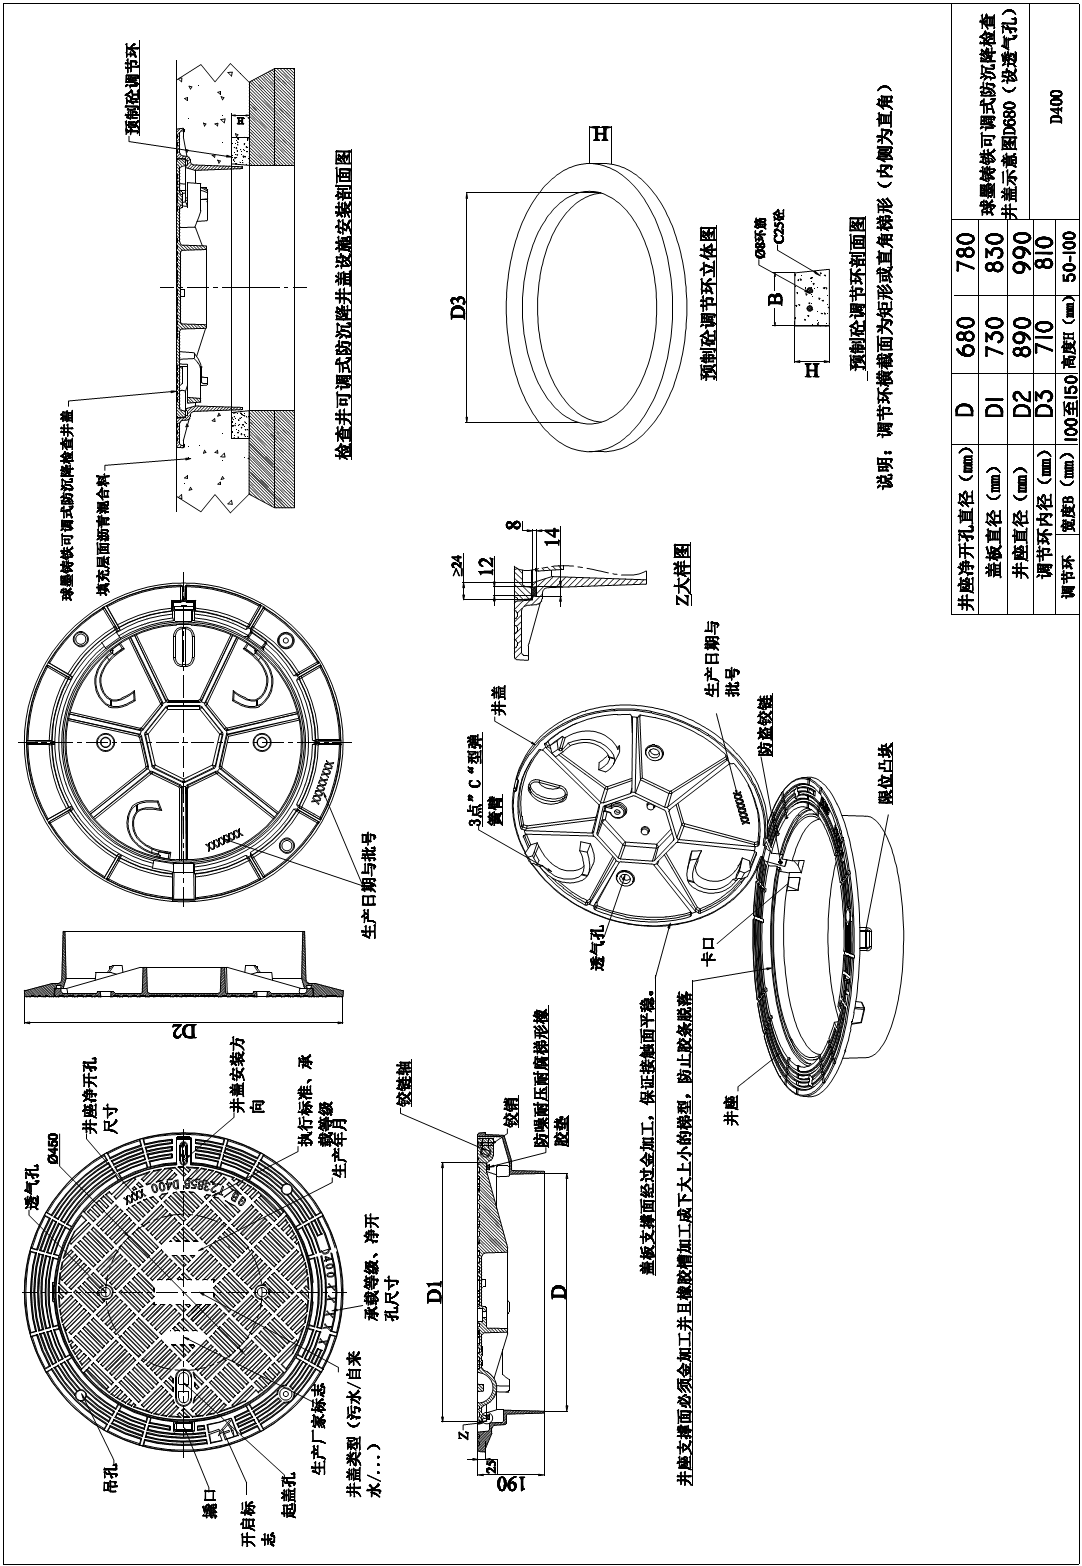 透气孔
Ø450
井座净开孔
尺寸
井盖安装方
向
执行标准、承
载等级
生产年月
承载等级、净开
孔尺寸
吊孔
撬口
开启标
志
起盖孔
生产厂家标志
井盖类型（污水/自来
水/...）
D400 XXXX
D2
生产日期与批号
XXXXXXX
XXXXXXXX
球墨铸铁可调式防沉降检查井盖
填充层面沥青混合料
预制砼调节环
H
检查井可调式防沉降井盖设施安装剖面图
D1
D
190
25
Z
铰链轴
铰销
防噪耐压耐腐梯形橡
胶垫
≥24
12
8
14
Z大样图
3点”C“型弹
簧臂
井盖
生产日期与
批号
XXXXXXX
防盗铰链
限位凸块
透气孔
卡口
井座
盖板支撑面经过金加工，保证接触面平稳。
井座支撑面必须金加工并且橡胶槽加工成下大上小的梯型，防止胶条脱落
D3
H
预制砼调节环立体图
Ø8环筋
C25砼
B
H
预制砼调节环剖面图
说明：调节环横截面为矩形或直角梯形（内侧为直角）
井座净开孔直径（mm） D 680 780
盖板直径（mm） D1 730 830
井座直径（mm） D2 890 990
调节环内径（mm） D3 710 810
调节环 宽度B（mm） 100至150 高度H（mm） 50-100
球墨铸铁可调式防沉降检查
井盖示意图D680（设透气孔）
D400